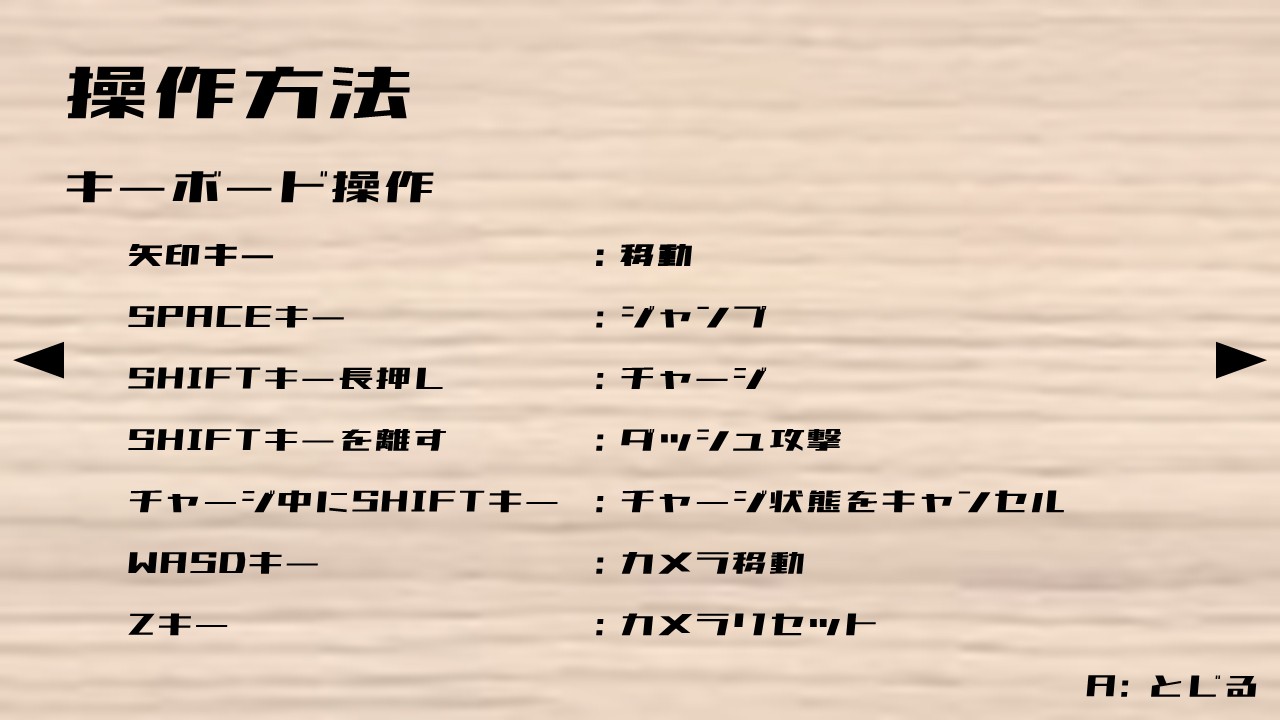 操作方法
キーボード操作
矢印キー : 移動
SPACEキー : ジャンプ
SHIFTキー長押し : チャージ
SHIFTキーを離す : ダッシュ攻撃
チャージ中にSHIFTキー : チャージ状態をキャンセル
WASDキー : カメラ移動
Zキー : カメラリセット
A: とじる